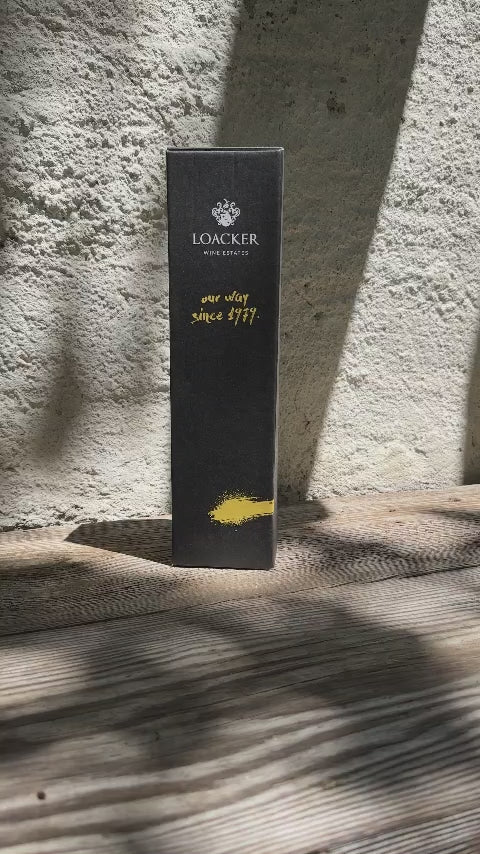 LOACKER
WINE ESTATES
our way
since 1979.